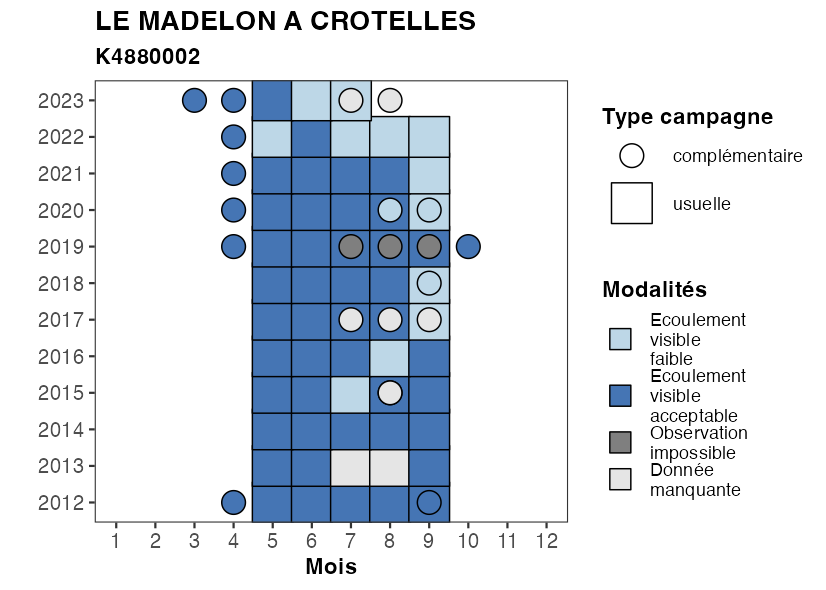 LE MADELON A CROTELLES
K4880002
2023
2022
2021
2020
2019
2018
2017
2016
2015
2014
2013
2012
1 2 3 4 5 6 7 8 9 10 11 12
Mois
Type campagne
complémentaire
usuelle
Modalités
Ecoulement
visible
faible
Ecoulement
visible
acceptable
Observation
impossible
Donnée
manquante